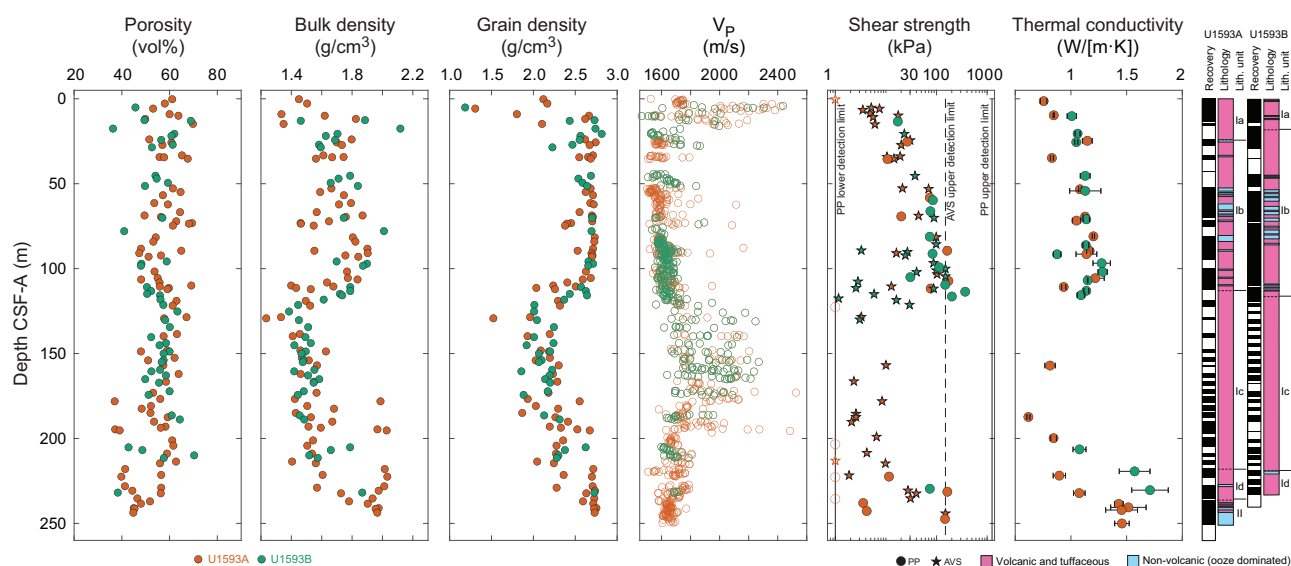 Porosity
(vol%)
Bulk density
(g/cm³)
Grain density
(g/cm³)
V_P
(m/s)
Shear strength
(kPa)
Thermal conductivity
(W/[m·K])
U1593A
U1593B
Recovery
Lithology
Lith. unit
Recovery
Lithology
Lith. unit
20 40 60 80
1.4 1.8 2.2
1.0 1.4 2.2 2.6 3.0
1600 2000 2400
1 30 100 1000
1 1.5 2
0
50
100
150
200
250
Depth CSF-A (m)
PP lower detection limit
AVS upper detection limit
PP upper detection limit
Ia
Ib
Ic
Id
II
Ia
Ib
Ic
Id
U1593A U1593B
PP AVS Volcanic and tuffaceous Non-volcanic (ooze dominated)